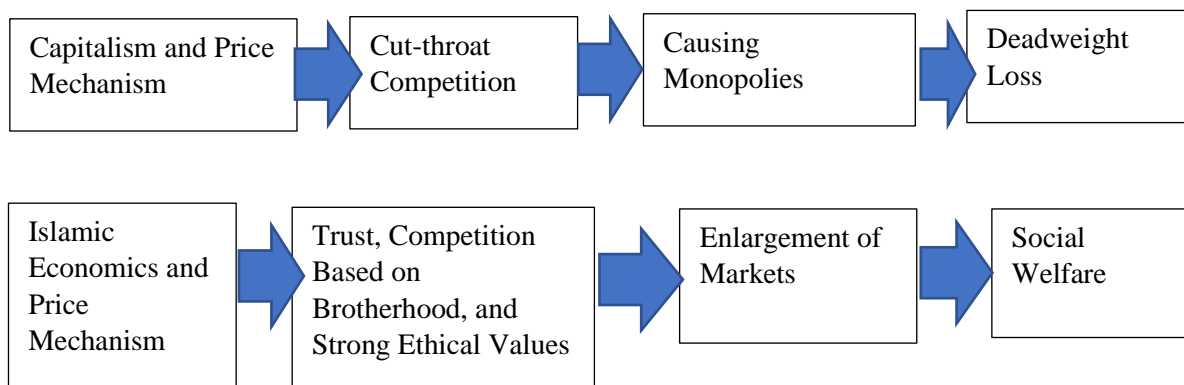 Capitalism and Price
Mechanism
Cut-throat
Competition
Causing
Monopolies
Deadweight
Loss
Islamic
Economics and
Price
Mechanism
Trust, Competition
Based on
Brotherhood, and
Strong Ethical Values
Enlargement of
Markets
Social
Welfare